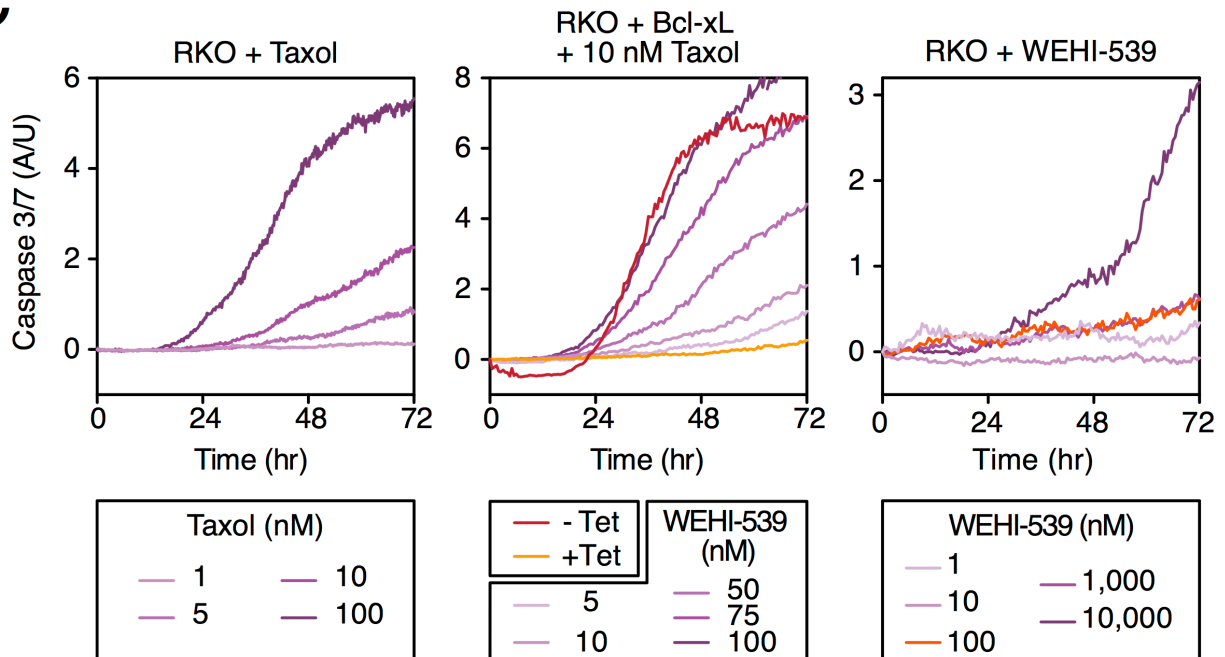 RKO + Taxol
Caspase 3/7 (A/U)
6
4
2
0
0 24 48 72
Time (hr)
Taxol (nM)
1 10
5 100
RKO + Bcl-xL
+ 10 nM Taxol
8
6
4
2
0
0 24 48 72
Time (hr)
- Tet
+Tet
WEHI-539
(nM)
5
10
50
75
100
RKO + WEHI-539
3
2
1
0
0 24 48 72
Time (hr)
WEHI-539 (nM)
1
10
100
1,000
10,000